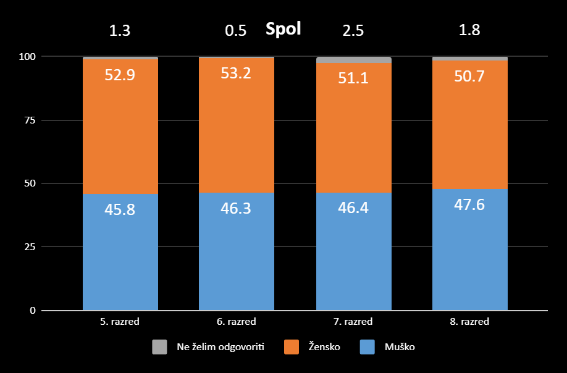 Spol
1.3 0.5 2.5 1.8
100
52.9 53.2 51.1 50.7
75
50
45.8 46.3 46.4 47.6
25
0
5. razred 6. razred 7. razred 8. razred
Ne želim odgovoriti Žensko Muško